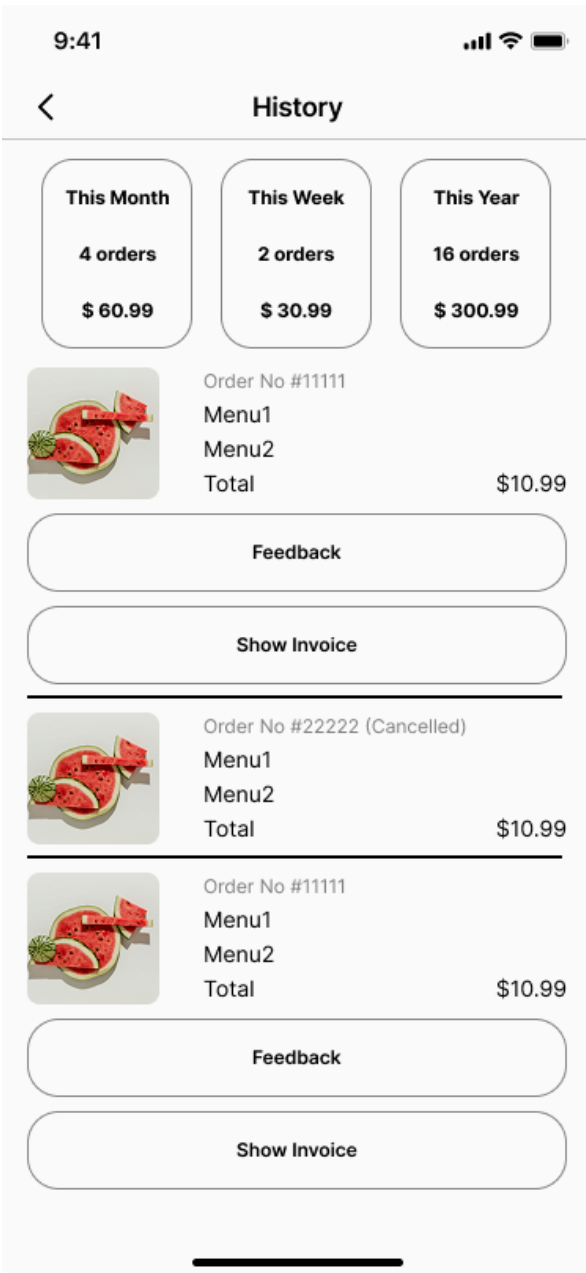 9:41
History
This Month
4 orders
$ 60.99
This Week
2 orders
$ 30.99
This Year
16 orders
$ 300.99
Order No #11111
Menu1
Menu2
Total $10.99
Feedback
Show Invoice
Order No #22222 (Cancelled)
Menu1
Menu2
Total $10.99
Order No #11111
Menu1
Menu2
Total $10.99
Feedback
Show Invoice